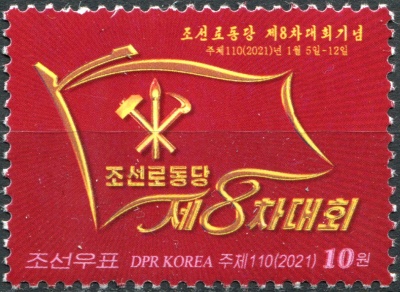 조선로동당 제8차대회기념
주체110(2021)년 1월 5일-12일
조선로동당
제8차대회
조선우표 DPR KOREA 주체110(2021) 10원